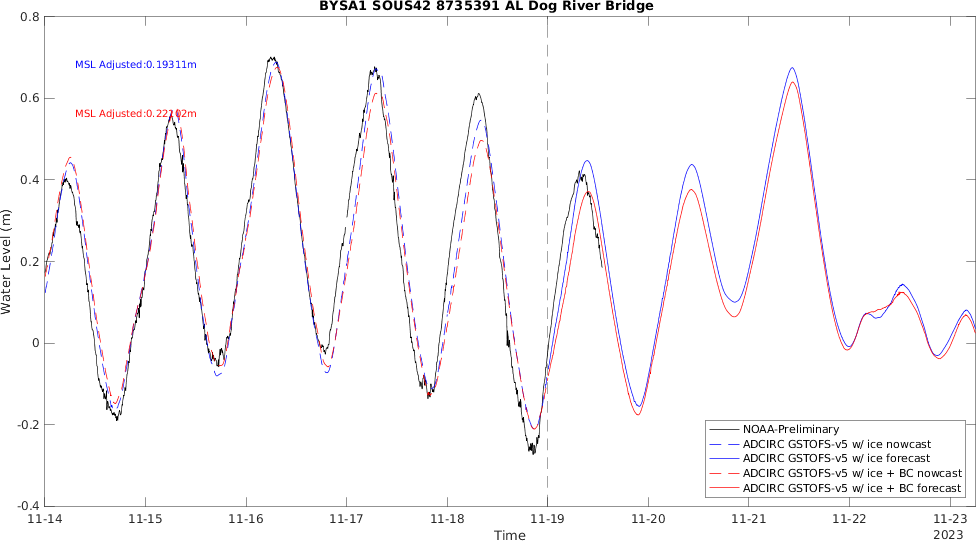 BYSA1 SOUS42 8735391 AL Dog River Bridge
0.8
MSL Adjusted:0.19311m
0.6
MSL Adjusted:0.22102m
0.4
0.2
0
-0.2
-0.4
Water Level (m)
NOAA-Preliminary
ADCIRC GSTOFS-v5 w/ ice nowcast
ADCIRC GSTOFS-v5 w/ ice forecast
ADCIRC GSTOFS-v5 w/ ice + BC nowcast
ADCIRC GSTOFS-v5 w/ ice + BC forecast
11-14 11-15 11-16 11-17 11-18 11-19 11-20 11-21 11-22 11-23
Time 2023